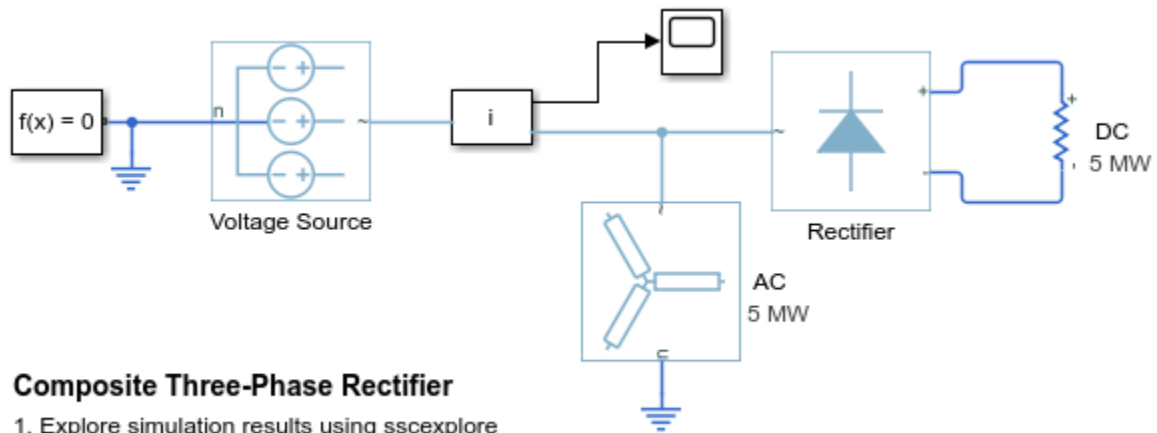 f(x) = 0
n
~
Voltage Source
i
~
~
n
AC
5 MW
+
-
Rectifier
+
-
DC
5 MW
Composite Three-Phase Rectifier
1. Explore simulation results using sscexplore